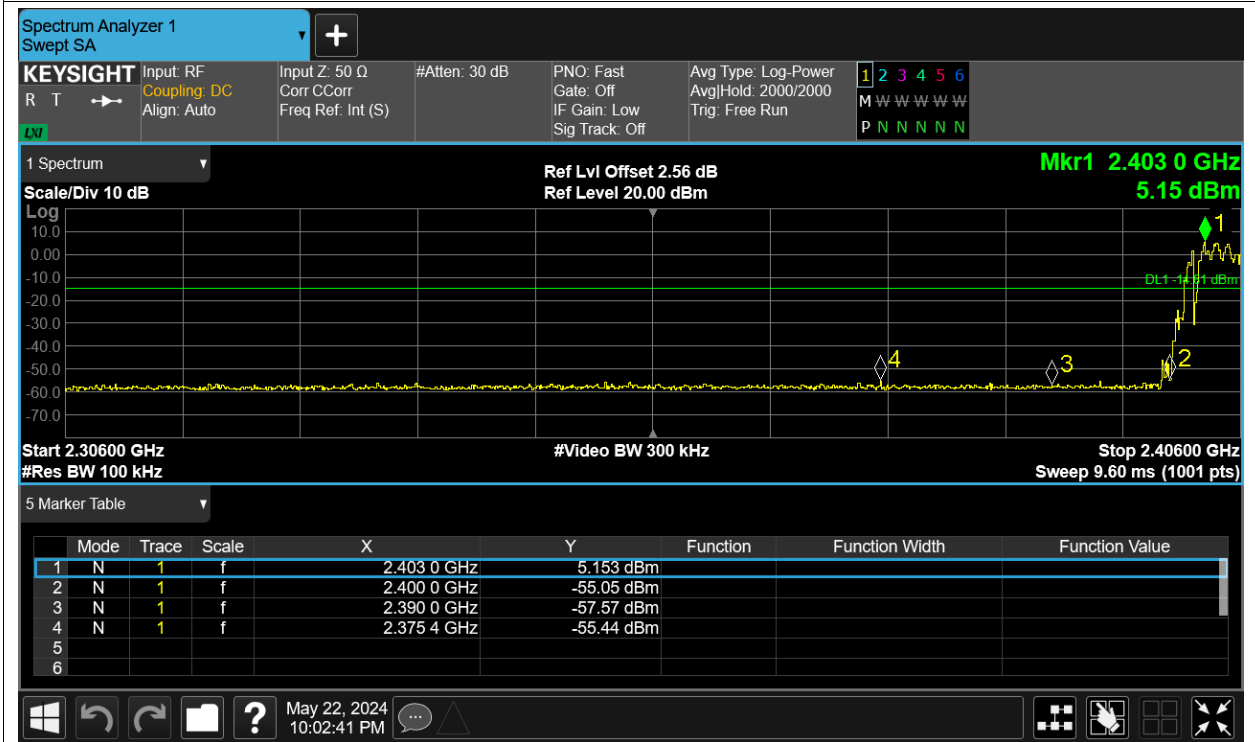 Spectrum Analyzer 1
Swept SA
+
KEYSIGHT Input: RF Input Z: 50 Ω #Atten: 30 dB PNO: Fast Avg Type: Log-Power 1 2 3 4 5 6
R T Coupling: DC Corr CCorr Gate: Off Avg|Hold: 2000/2000 M W W W W W
Align: Auto Freq Ref: Int (S) IF Gain: Low Trig: Free Run
LXI Sig Track: Off P N N N N N
1 Spectrum Ref Lvl Offset 2.56 dB Mkr1 2.403 0 GHz
Scale/Div 10 dB Ref Level 20.00 dBm 5.15 dBm
Log
1
10.0
0.00
-10.0
DL1 -14.61 dBm
-20.0
-30.0
-40.0
4 3 2
-50.0
-60.0
-70.0
Start 2.30600 GHz #Video BW 300 kHz Stop 2.40600 GHz
#Res BW 100 kHz Sweep 9.60 ms (1001 pts)
5 Marker Table
Mode Trace Scale X Y Function Function Width Function Value
1 N 1 f 2.403 0 GHz 5.153 dBm
2 N 1 f 2.400 0 GHz -55.05 dBm
3 N 1 f 2.390 0 GHz -57.57 dBm
4 N 1 f 2.375 4 GHz -55.44 dBm
5
6
? May 22, 2024
10:02:41 PM